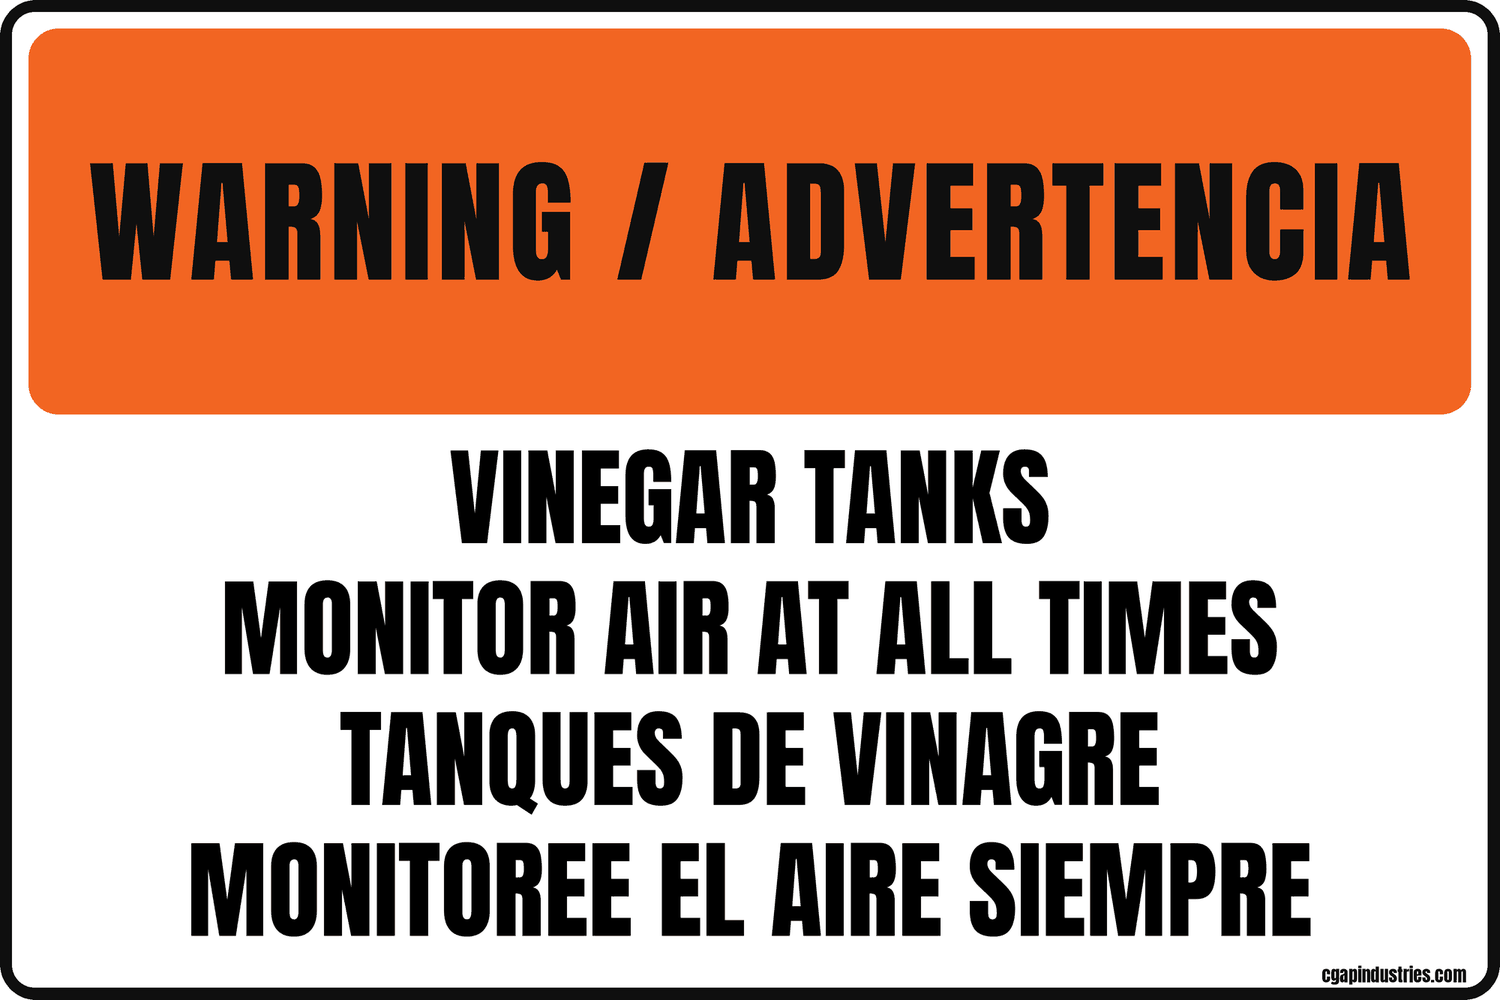 WARNING / ADVERTENCIA
VINEGAR TANKS
MONITOR AIR AT ALL TIMES
TANQUES DE VINAGRE
MONITOREE EL AIRE SIEMPRE
cgapindustries.com